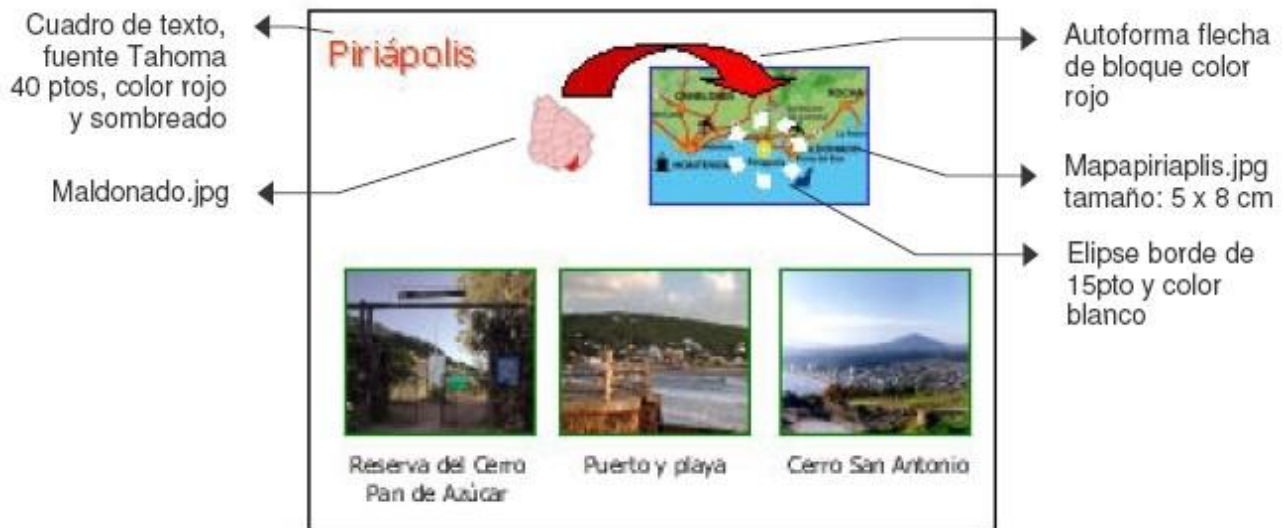 Cuadro de texto,
fuente Tahoma
40 ptos, color rojo
y sombreado
Maldonado.jpg
Piriápolis
Autoforma flecha
de bloque color
rojo
Mapapiriaplis.jpg
tamaño: 5 x 8 cm
Elipse borde de
15pto y color
blanco
Reserva del Cerro
Pan de Azúcar
Puerto y playa
Cerro San Antonio